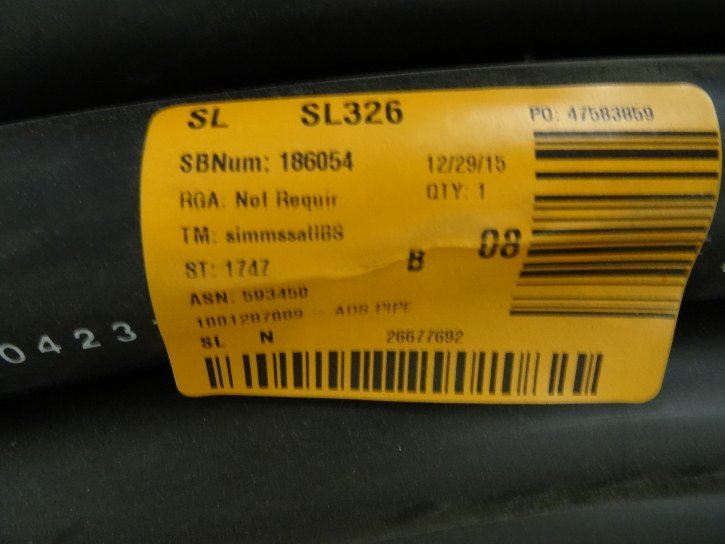 SL SL326 PO: 47583859
SBNum: 186054 12/29/15
RGA: Not Requir QTY: 1
TM: simmssallBS
ST: 1747 B 08
ASN: 593450
1001287089 - ADS PIPE
SL N 26677692
0423